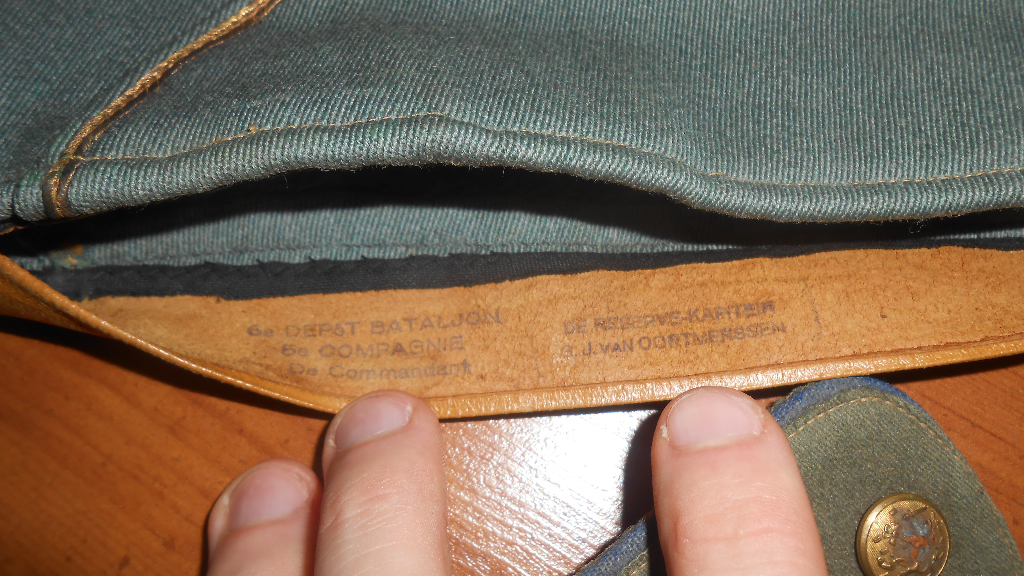 6e DEPÔT BATALJON
6e COMPAGNIE
De Commandant
DE RESERVE-KAPITEIN
G. J. VAN OORTMERSSEN